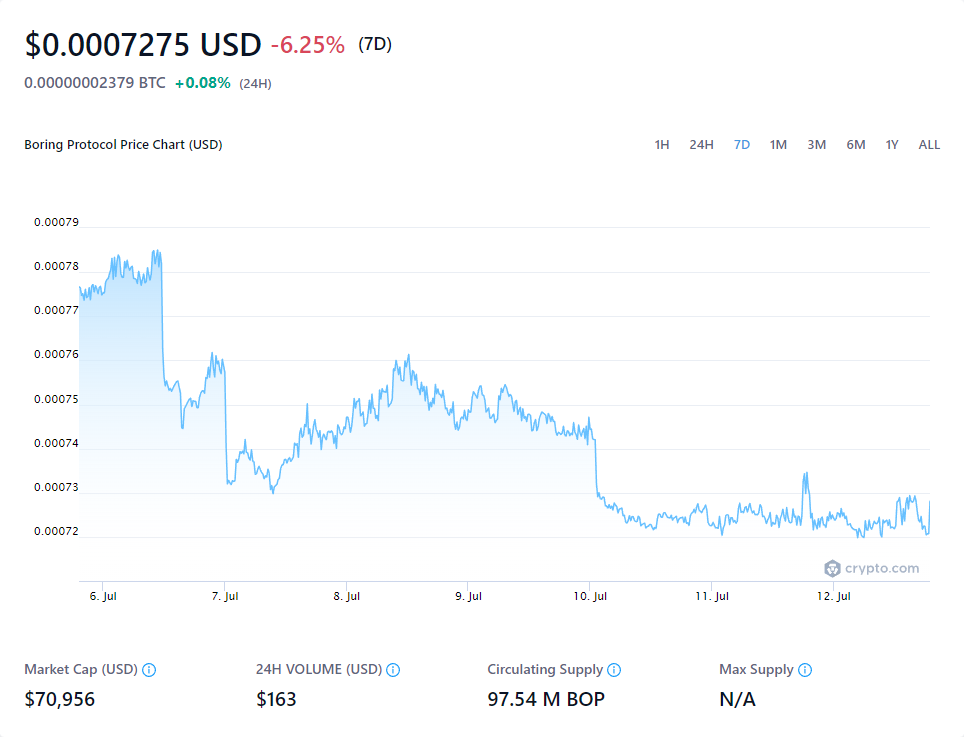 $0.0007275 USD -6.25% (7D)
0.00000002379 BTC +0.08% (24H)
Boring Protocol Price Chart (USD) 1H 24H 7D 1M 3M 6M 1Y ALL
0.00079
0.00078
0.00077
0.00076
0.00075
0.00074
0.00073
0.00072
crypto.com
6. Jul 7. Jul 8. Jul 9. Jul 10. Jul 11. Jul 12. Jul
Market Cap (USD) 24H VOLUME (USD) Circulating Supply Max Supply
$70,956 $163 97.54 M BOP N/A